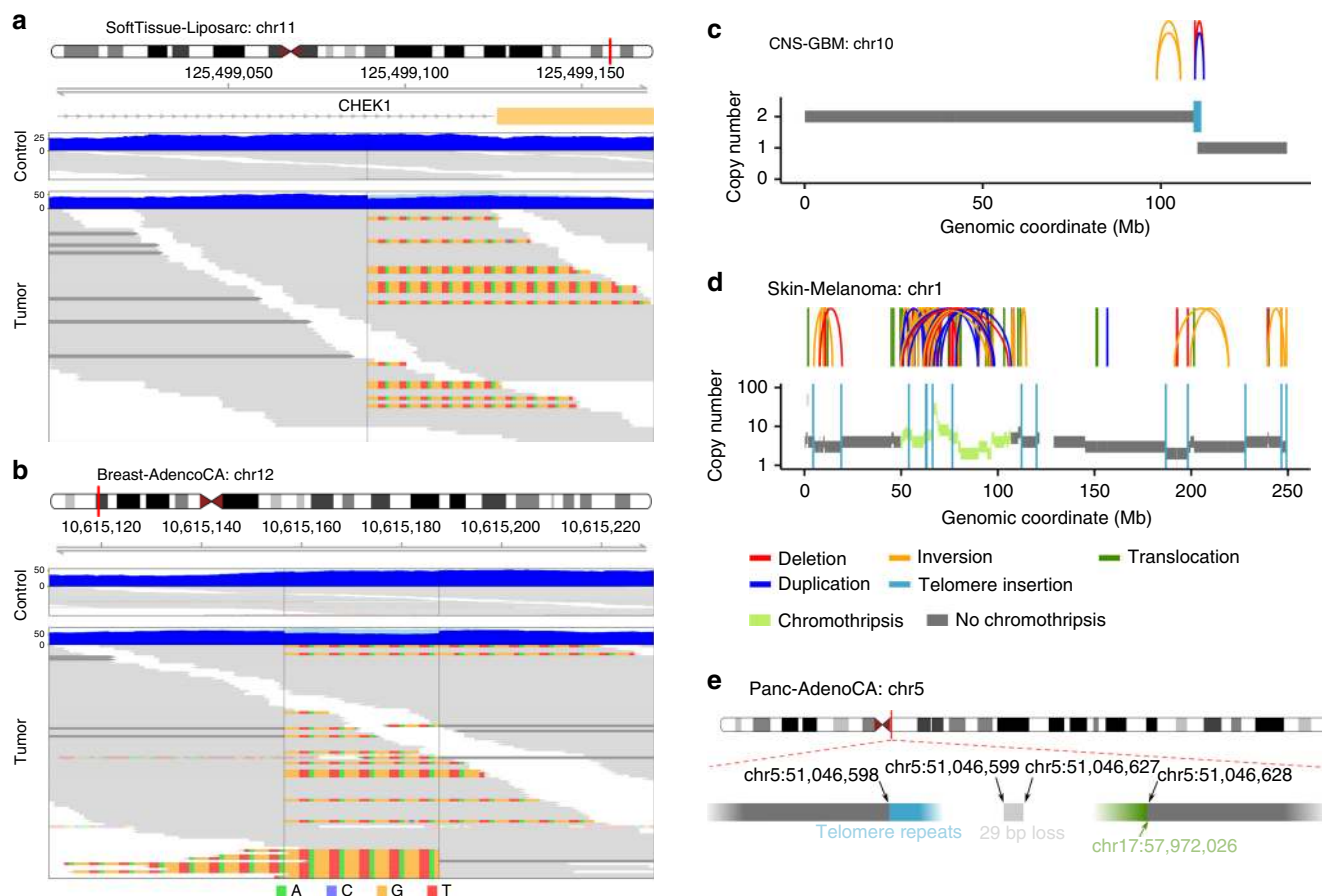 a
SoftTissue-Liposarc: chr11
125,499,050 125,499,100 125,499,150
CHEK1
Control
25
0
Tumor
50
0
b
Breast-AdencoCA: chr12
10,615,120 10,615,140 10,615,160 10,615,180 10,615,200 10,615,220
Control
50
0
Tumor
50
0
A C G T
c
CNS-GBM: chr10
Copy number
2
1
0
0 50 100
Genomic coordinate (Mb)
d
Skin-Melanoma: chr1
Copy number
100
10
1
0 50 100 150 200 250
Genomic coordinate (Mb)
Deletion Inversion Translocation
Duplication Telomere insertion
Chromothripsis No chromothripsis
e
Panc-AdenoCA: chr5
chr5:51,046,598 chr5:51,046,599 chr5:51,046,627 chr5:51,046,628
Telomere repeats 29 bp loss
chr17:57,972,026